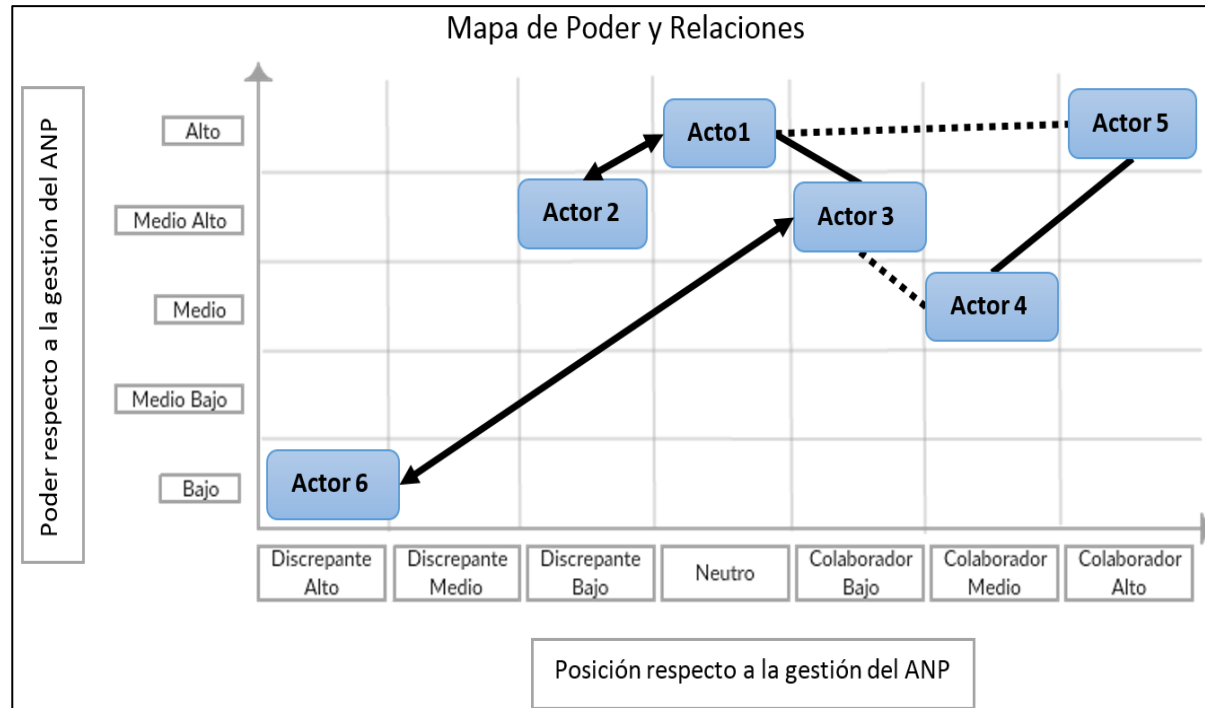 Mapa de Poder y Relaciones
Poder respecto a la gestión del ANP
Alto
Medio Alto
Medio
Medio Bajo
Bajo
Acto1
Actor 5
Actor 2
Actor 3
Actor 4
Actor 6
Discrepante
Alto
Discrepante
Medio
Discrepante
Bajo
Neutro
Colaborador
Bajo
Colaborador
Medio
Colaborador
Alto
Posición respecto a la gestión del ANP